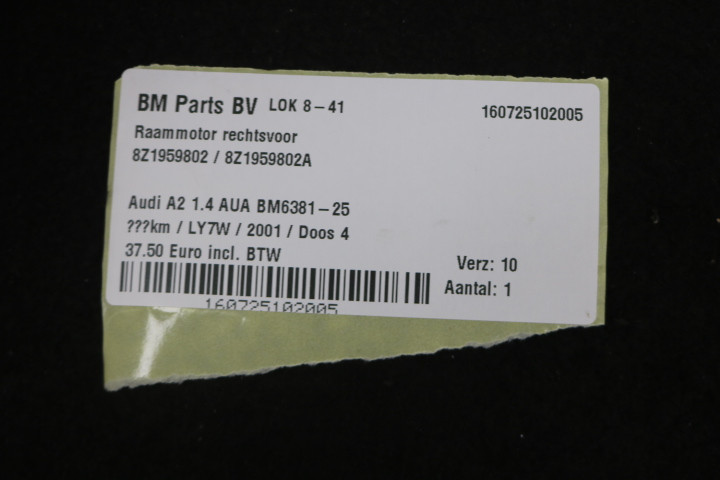 BM Parts BV LOK 8-41 160725102005
Raammotor rechtsvoor
8Z1959802 / 8Z1959802A
Audi A2 1.4 AUA BM6381-25
???km / LY7W / 2001 / Doos 4
37.50 Euro incl. BTW
Verz: 10
Aantal: 1
160725102005